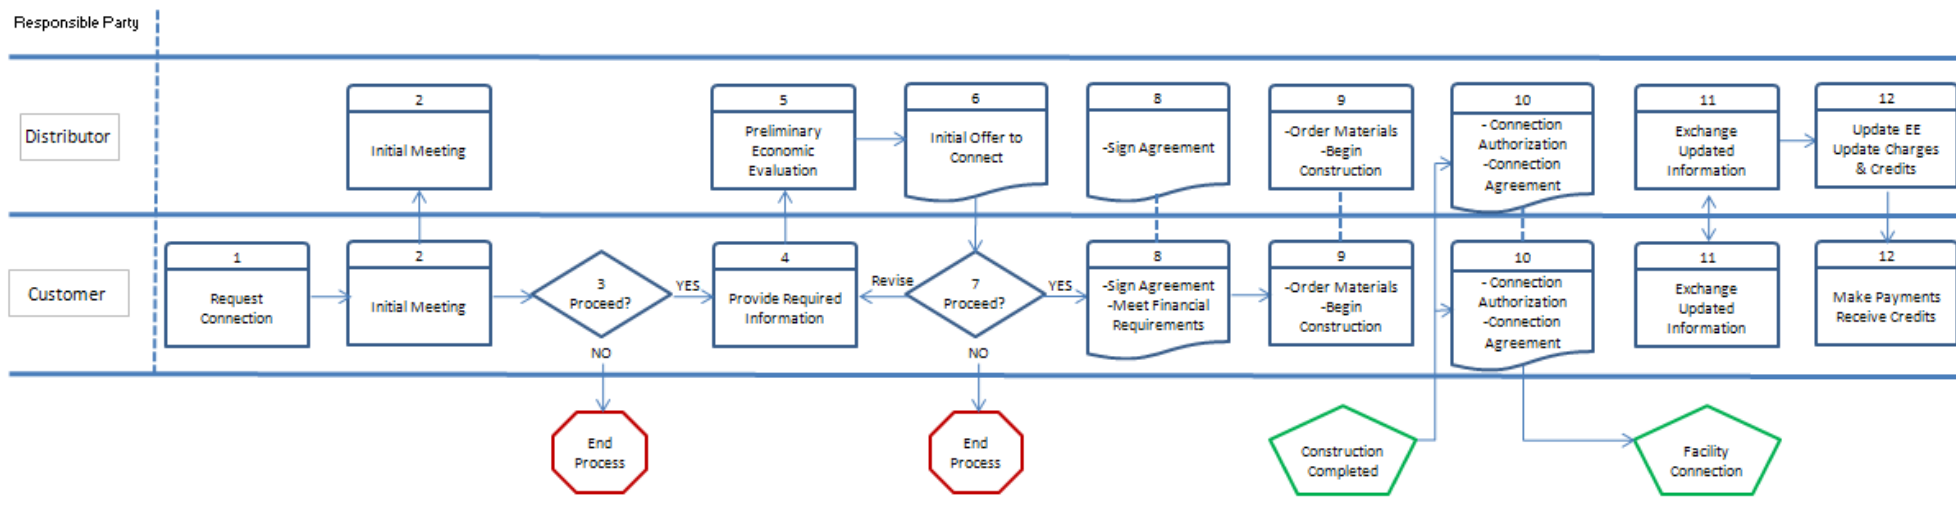 Responsible Party
Distributor
2
Initial Meeting
5
Preliminary
Economic
Evaluation
6
Initial Offer to
Connect
8
-Sign Agreement
9
-Order Materials
-Begin
Construction
10
- Connection
Authorization
-Connection
Agreement
11
Exchange
Updated
Information
12
Update EE
Update Charges
& Credits
Customer
1
Request
Connection
2
Initial Meeting
3
Proceed?
YES
NO
4
Provide Required
Information
Revise
7
Proceed?
YES
NO
8
-Sign Agreement
-Meet Financial
Requirements
9
-Order Materials
-Begin
Construction
10
- Connection
Authorization
-Connection
Agreement
11
Exchange
Updated
Information
12
Make Payments
Receive Credits
End
Process
End
Process
Construction
Completed
Facility
Connection